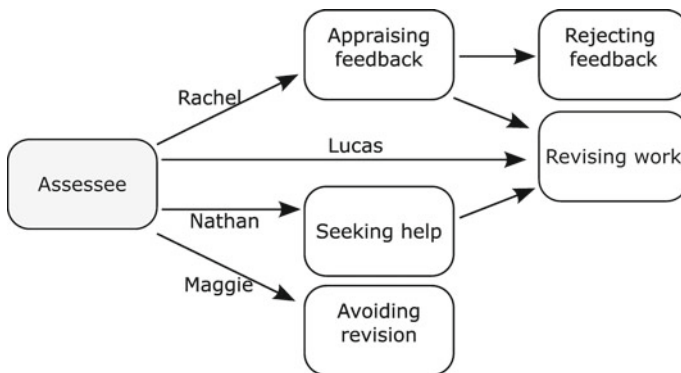 Appraising
feedback
Rejecting
feedback
Rachel
Lucas
Assessee
Revising work
Nathan
Seeking help
Maggie
Avoiding
revision